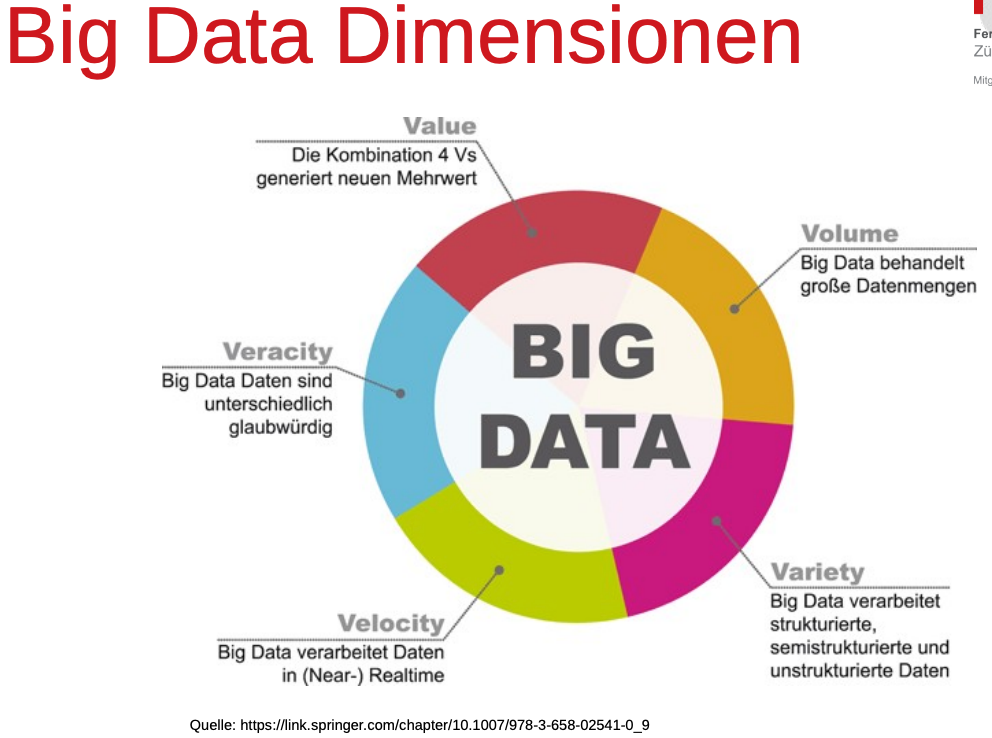 Big Data Dimensionen
Fer
Zü
Mitg
Value
Die Kombination 4 Vs
generiert neuen Mehrwert
Volume
Big Data behandelt
große Datenmengen
BIG
DATA
Veracity
Big Data Daten sind
unterschiedlich
glaubwürdig
Variety
Big Data verarbeitet
strukturierte,
semistrukturierte und
unstrukturierte Daten
Velocity
Big Data verarbeitet Daten
in (Near-) Realtime
Quelle: https://link.springer.com/chapter/10.1007/978-3-658-02541-0_9